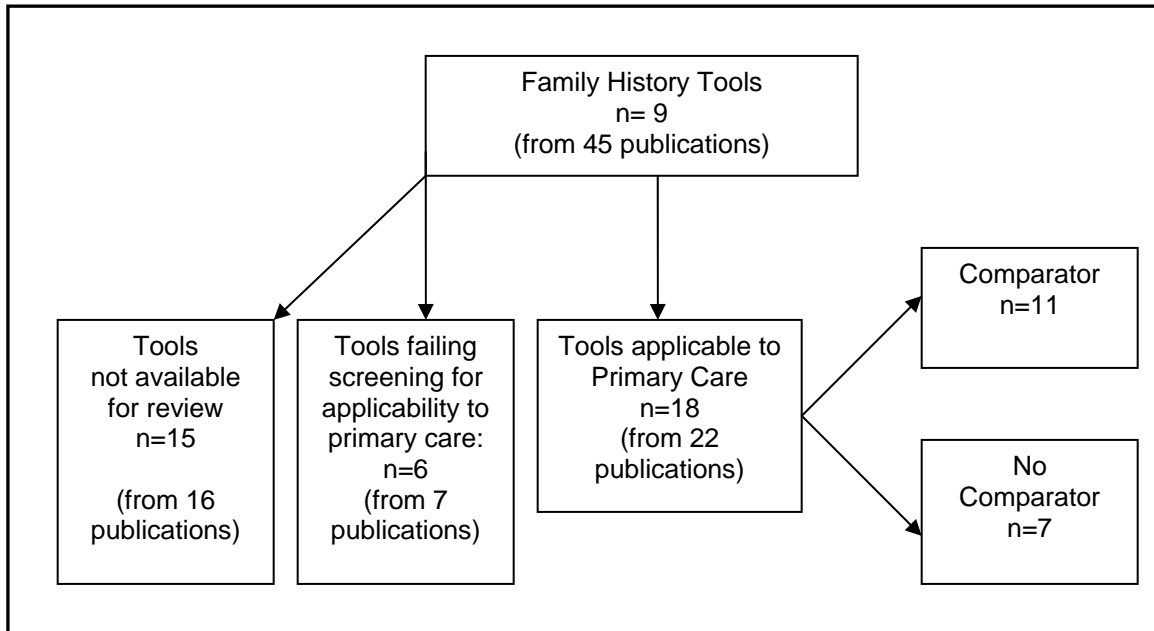 Family History Tools
n= 9
(from 45 publications)
Comparator
n=11
Tools
not available
for review
n=15
(from 16
publications)
Tools failing
screening for
applicability to
primary care:
n=6
(from 7
publications)
Tools applicable to
Primary Care
n=18
(from 22
publications)
No
Comparator
n=7